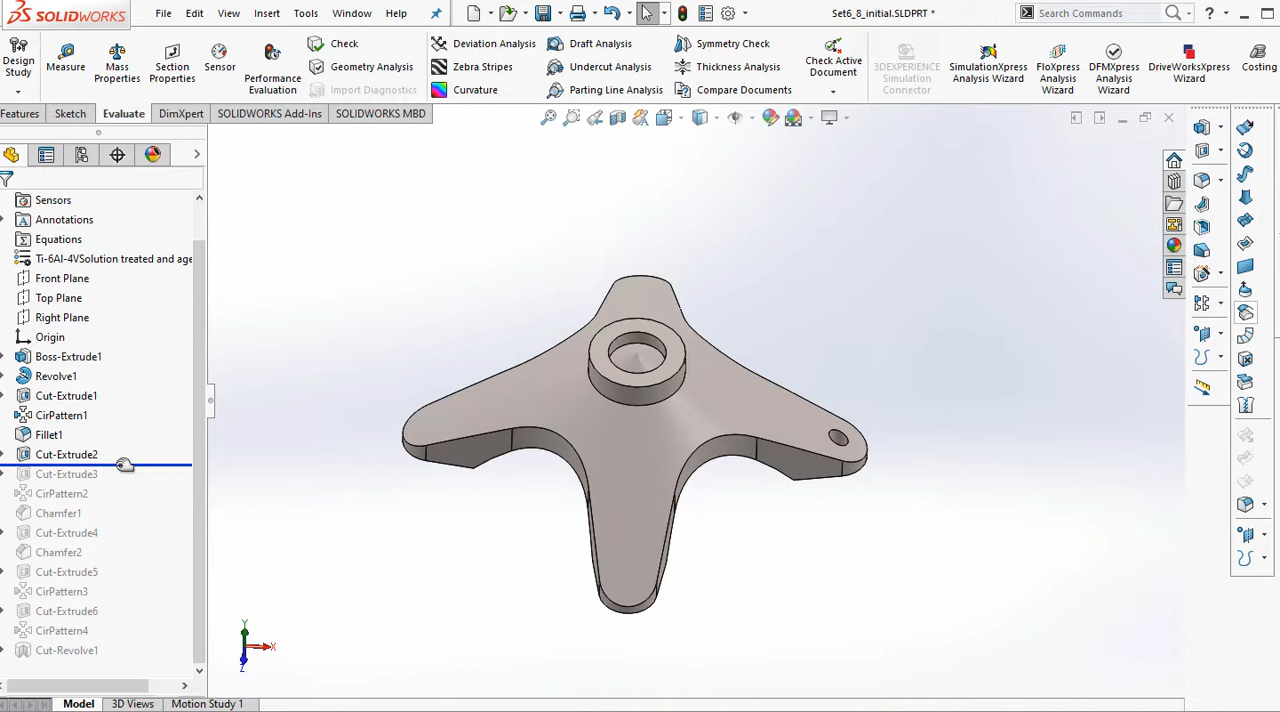 SOLIDWORKS File Edit View Insert Tools Window Help Set6_8_initial.SLDPRT * Search Commands ?
Design Study
Measure
Mass Properties
Section Properties
Sensor
Performance Evaluation
Check
Geometry Analysis
Import Diagnostics
Deviation Analysis
Zebra Stripes
Curvature
Draft Analysis
Undercut Analysis
Parting Line Analysis
Symmetry Check
Thickness Analysis
Compare Documents
Check Active Document
3DEXPERIENCE Simulation Connector
SimulationXpress Analysis Wizard
FloXpress Analysis Wizard
DFMXpress Analysis Wizard
DriveWorksXpress Wizard
Costing
Features Sketch Evaluate DimXpert SOLIDWORKS Add-Ins SOLIDWORKS MBD
Sensors
Annotations
Equations
Ti-6Al-4VSolution treated and age
Front Plane
Top Plane
Right Plane
Origin
Boss-Extrude1
Revolve1
Cut-Extrude1
CirPattern1
Fillet1
Cut-Extrude2
Cut-Extrude3
CirPattern2
Chamfer1
Cut-Extrude4
Chamfer2
Cut-Extrude5
CirPattern3
Cut-Extrude6
CirPattern4
Cut-Revolve1
Y
X
Z
Model 3D Views Motion Study 1